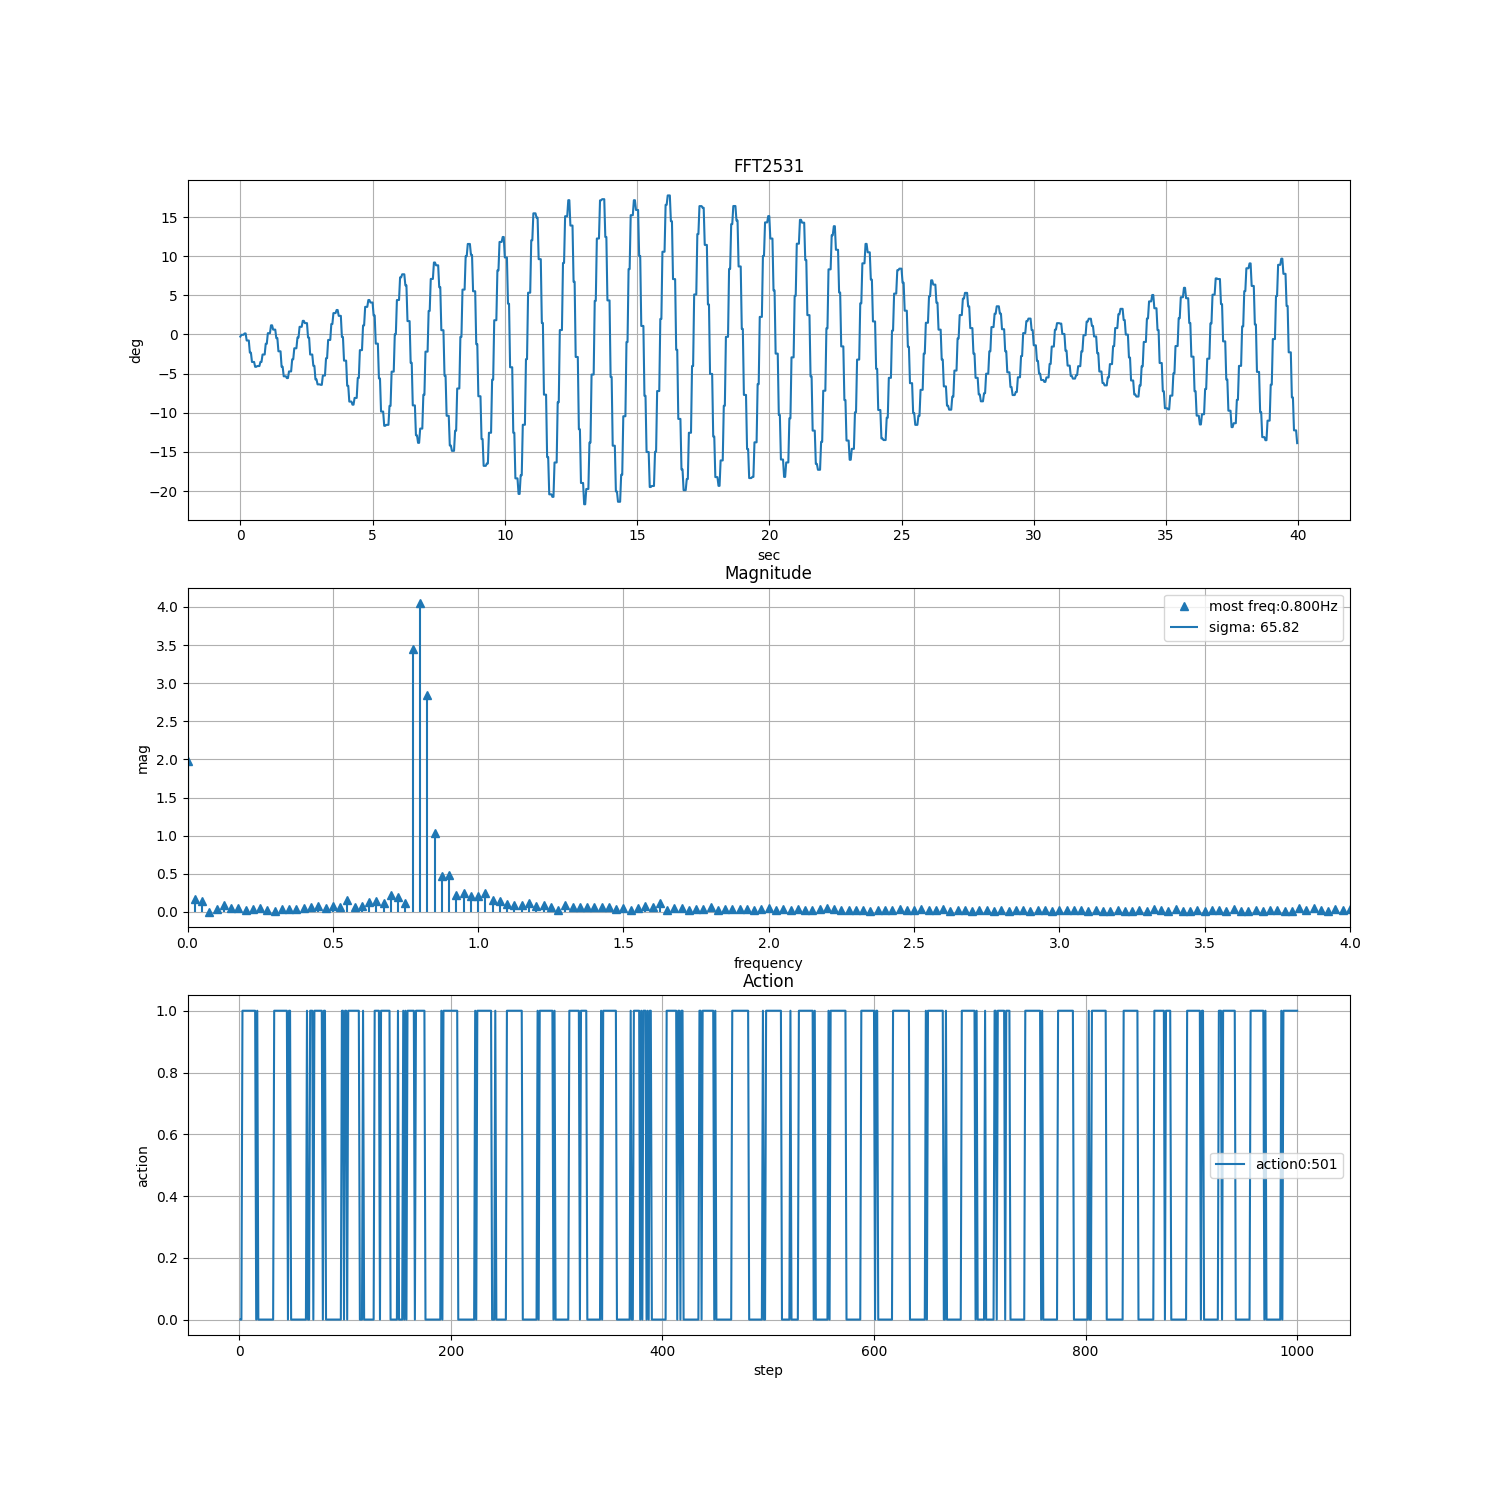 FFT2531
15
10
5
0
−5
−10
−15
−20
deg
0 5 10 15 20 25 30 35 40
sec
Magnitude
4.0
3.5
3.0
2.5
2.0
1.5
1.0
0.5
0.0
mag
most freq:0.800Hz
sigma: 65.82
0.0 0.5 1.0 1.5 2.0 2.5 3.0 3.5 4.0
frequency
Action
1.0
0.8
0.6
0.4
0.2
0.0
action
action0:501
0 200 400 600 800 1000
step